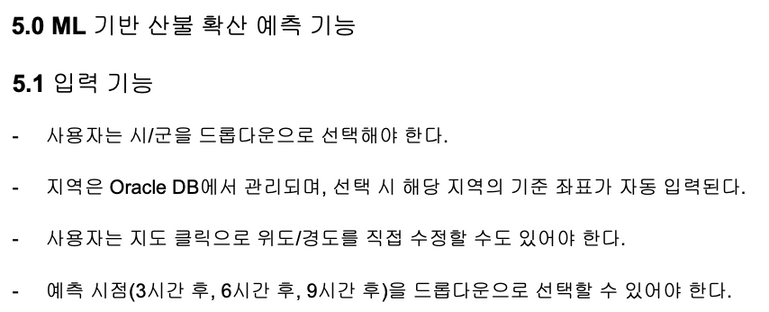 5.0 ML 기반 산불 확산 예측 기능
5.1 입력 기능
- 사용자는 시/군을 드롭다운으로 선택해야 한다.
- 지역은 Oracle DB에서 관리되며, 선택 시 해당 지역의 기준 좌표가 자동 입력된다.
- 사용자는 지도 클릭으로 위도/경도를 직접 수정할 수도 있어야 한다.
- 예측 시점(3시간 후, 6시간 후, 9시간 후)을 드롭다운으로 선택할 수 있어야 한다.